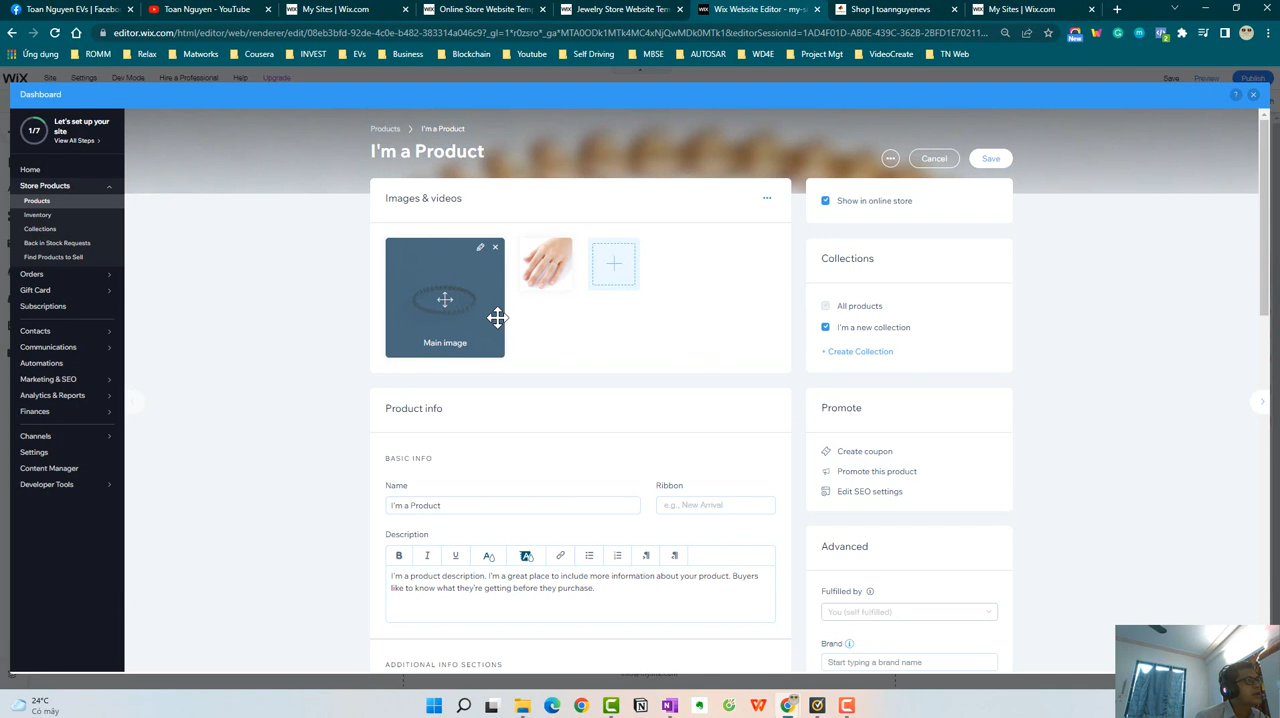 Toan Nguyen EVs | Facebo
Toan Nguyen - YouTube
My Sites | Wix.com
Online Store Website Tem
Jewelry Store Website Tem
Wix Website Editor - my-si
Shop | toannguyenevs
My Sites | Wix.com
editor.wix.com/html/editor/web/renderer/edit/08eb3bfd-92dc-4717-9232-383314a046c9?_gl=1*r0zsro*_ga*MTA0ODk1MTk4MC4xNjQwMDk0ODI2&editorSessionId=1AD4F01D-AB0E-439C-362B-2BFD1E70211...
Ứng dụng
ROMM
Relax
Matworks
Cousera
INVEST
EVs
Business
Blockchain
Youtube
Self Driving
MBSE
AUTOSAR
WD4E
Project Mgt
VideoCreate
TN Web
WIX
Site
Settings
Dev Mode
Hire a Professional
Help
Upgrade
Save
Preview
Publish
Dashboard
?
1/7
Let's set up your
site
View All Steps
Home
Store Products
Products
Inventory
Collections
Back in Stock Requests
Find Products to Sell
Orders
Gift Card
Subscriptions
Contacts
Communications
Automations
Marketing & SEO
Analytics & Reports
Finances
Channels
Settings
Content Manager
Developer Tools
Products
I'm a Product
I'm a Product
Cancel
Save
Images & videos
Main image
Product info
BASIC INFO
Name
Ribbon
I'm a Product
e.g., New Arrival
Description
B I U A A
I'm a product description. I'm a great place to include more information about your product. Buyers
like to know what they're getting before they purchase.
ADDITIONAL INFO SECTIONS
Show in online store
Collections
All products
i'm a new collection
+ Create Collection
Promote
Create coupon
Promote this product
Edit SEO settings
Advanced
Fulfilled by
You (self fulfilled)
Brand
Start typing a brand name
24°C
Có mây